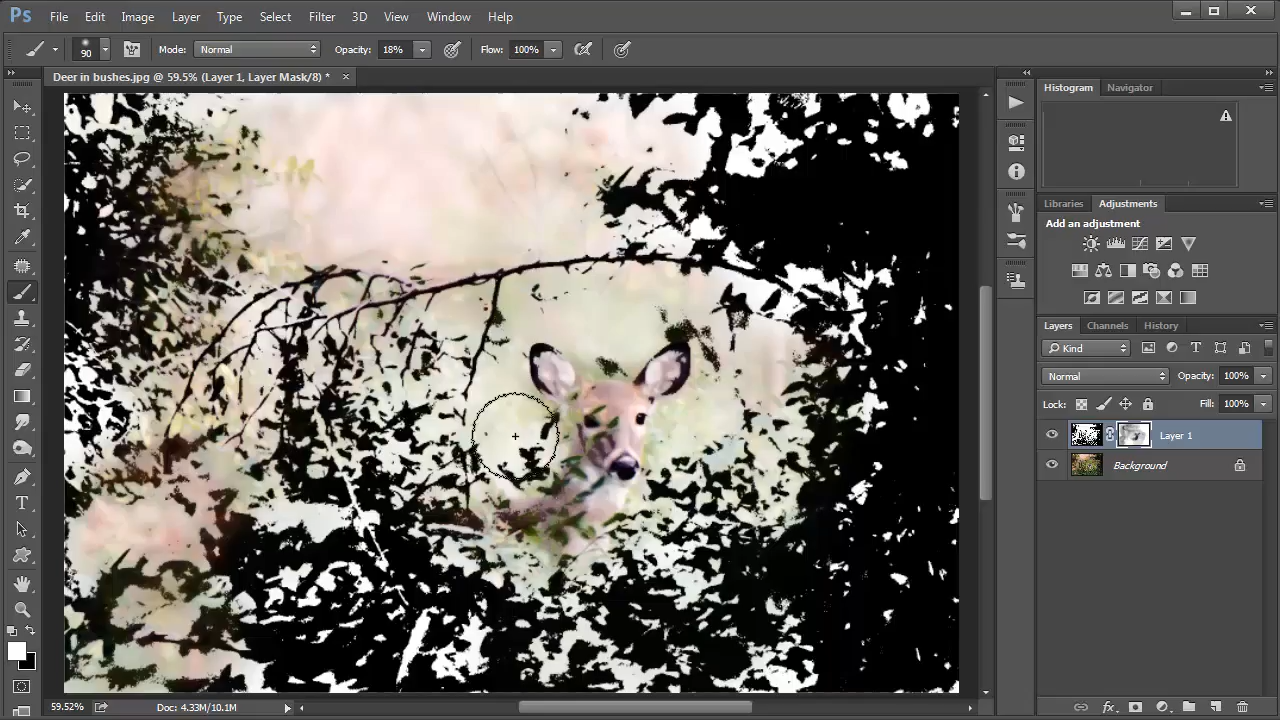 Ps File Edit Image Layer Type Select Filter 3D View Window Help
90 Mode: Normal Opacity: 18% Flow: 100%
Deer in bushes.jpg @ 59.5% (Layer 1, Layer Mask/8) * ×
Histogram Navigator
Libraries Adjustments
Add an adjustment
Layers Channels History
Kind
Normal Opacity: 100%
Lock: Fill: 100%
Layer 1
Background
59.52% Doc: 4.33M/10.1M